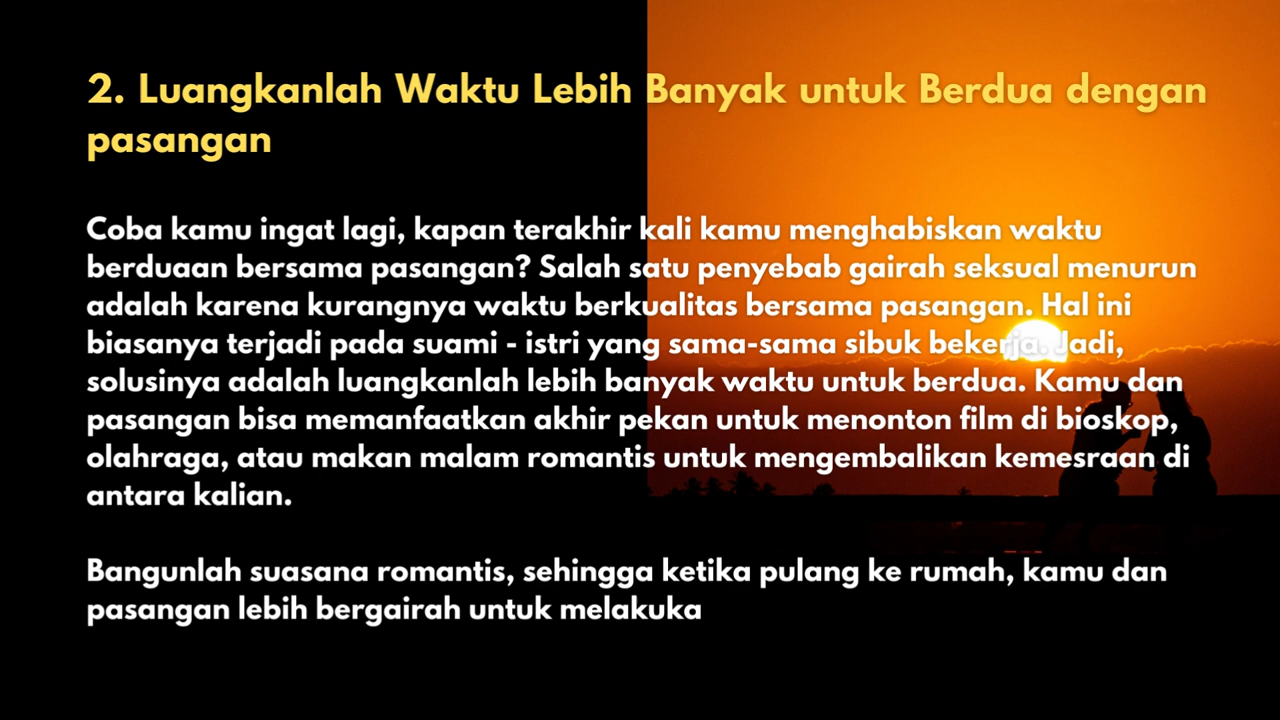 2. Luangkanlah Waktu Lebih Banyak untuk Berdua dengan
pasangan
Coba kamu ingat lagi, kapan terakhir kali kamu menghabiskan waktu
berduaan bersama pasangan? Salah satu penyebab gairah seksual menurun
adalah karena kurangnya waktu berkualitas bersama pasangan. Hal ini
biasanya terjadi pada suami - istri yang sama-sama sibuk bekerja. Jadi,
solusinya adalah luangkanlah lebih banyak waktu untuk berdua. Kamu dan
pasangan bisa memanfaatkan akhir pekan untuk menonton film di bioskop,
olahraga, atau makan malam romantis untuk mengembalikan kemesraan di
antara kalian.
Bangunlah suasana romantis, sehingga ketika pulang ke rumah, kamu dan
pasangan lebih bergairah untuk melakuka